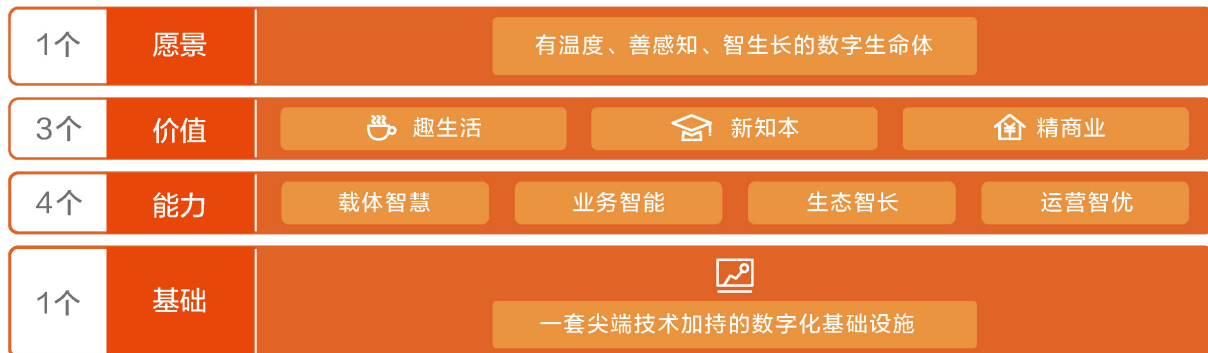 1个 愿景 有温度、善感知、智生长的数字生命体
3个 价值 趣生活 新知本 精商业
4个 能力 载体智慧 业务智能 生态智长 运营智优
1个 基础 一套尖端技术加持的数字化基础设施